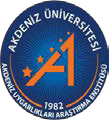 AKDENİZ ÜNİVERSİTESİ
AKDENİZ UYGARLIKLARI ARAŞTIRMA ENSTİTÜSÜ
1982